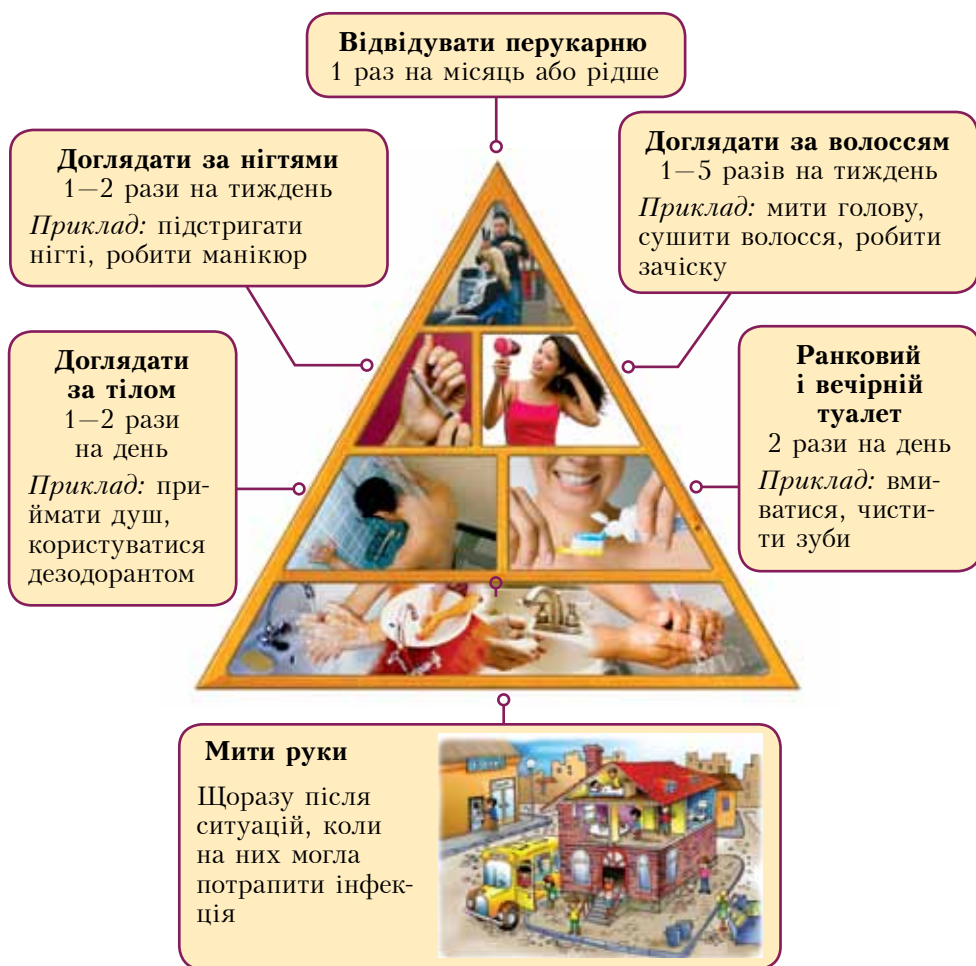 Відвідувати перукарню
1 раз на місяць або рідше
Доглядати за нігтями
1—2 рази на тиждень
Приклад: підстригати
нігті, робити манікюр
Доглядати за волоссям
1—5 разів на тиждень
Приклад: мити голову,
сушити волосся, робити
зачіску
Доглядати
за тілом
1—2 рази
на день
Приклад: при-
ймати душ,
користуватися
дезодорантом
Ранковий
і вечірній
туалет
2 рази на день
Приклад: вми-
ватися, чисти-
ти зуби
Мити руки
Щоразу після
ситуацій, коли
на них могла
потрапити інфек-
ція